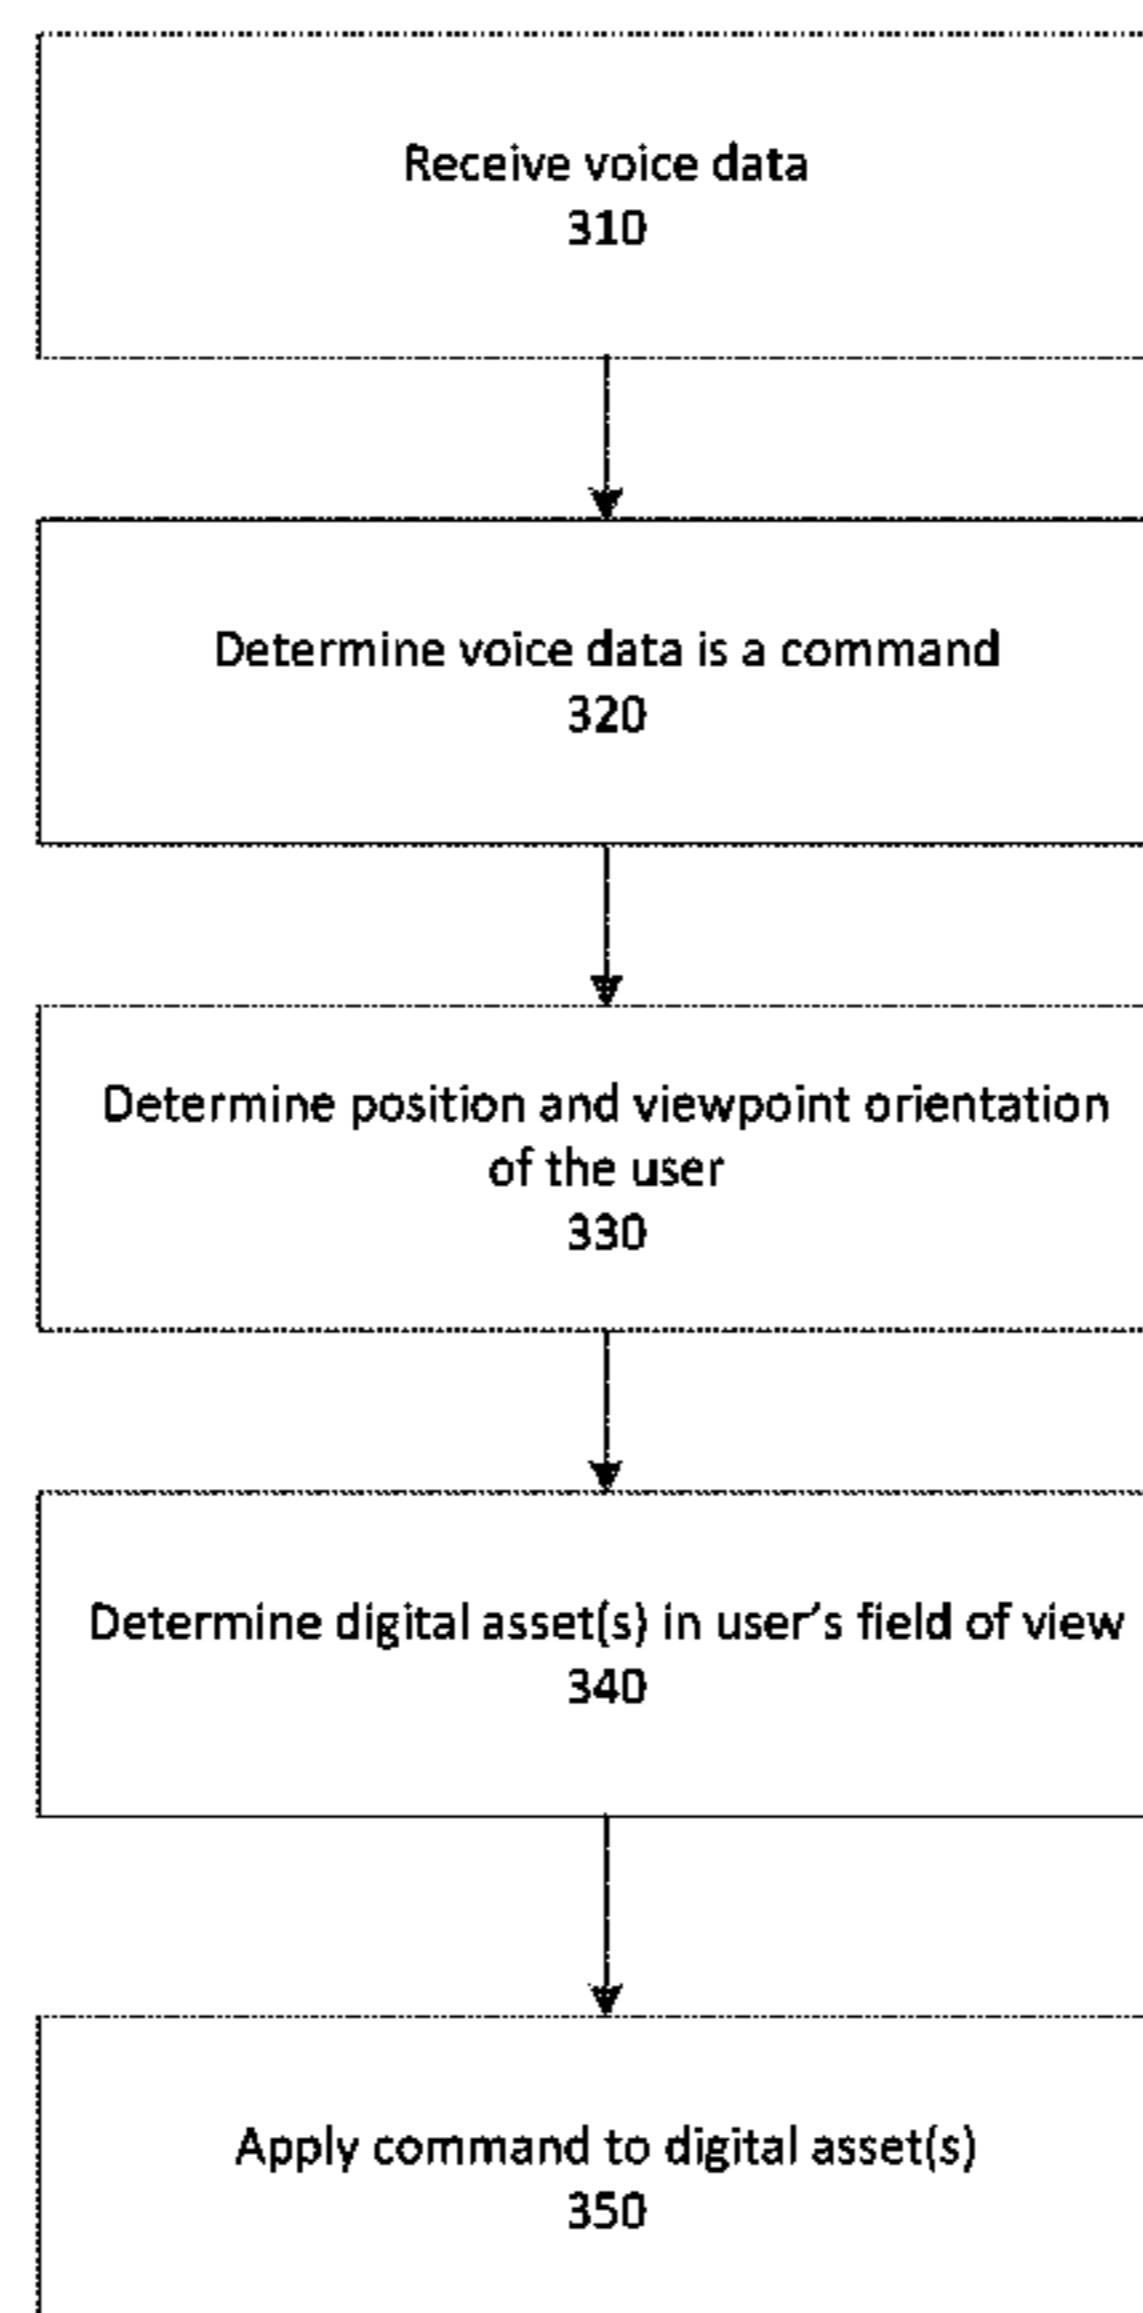 Receive voice data
310
Determine voice data is a command
320
Determine position and viewpoint orientation
of the user
330
Determine digital asset(s) in user's field of view
340
Apply command to digital asset(s)
350